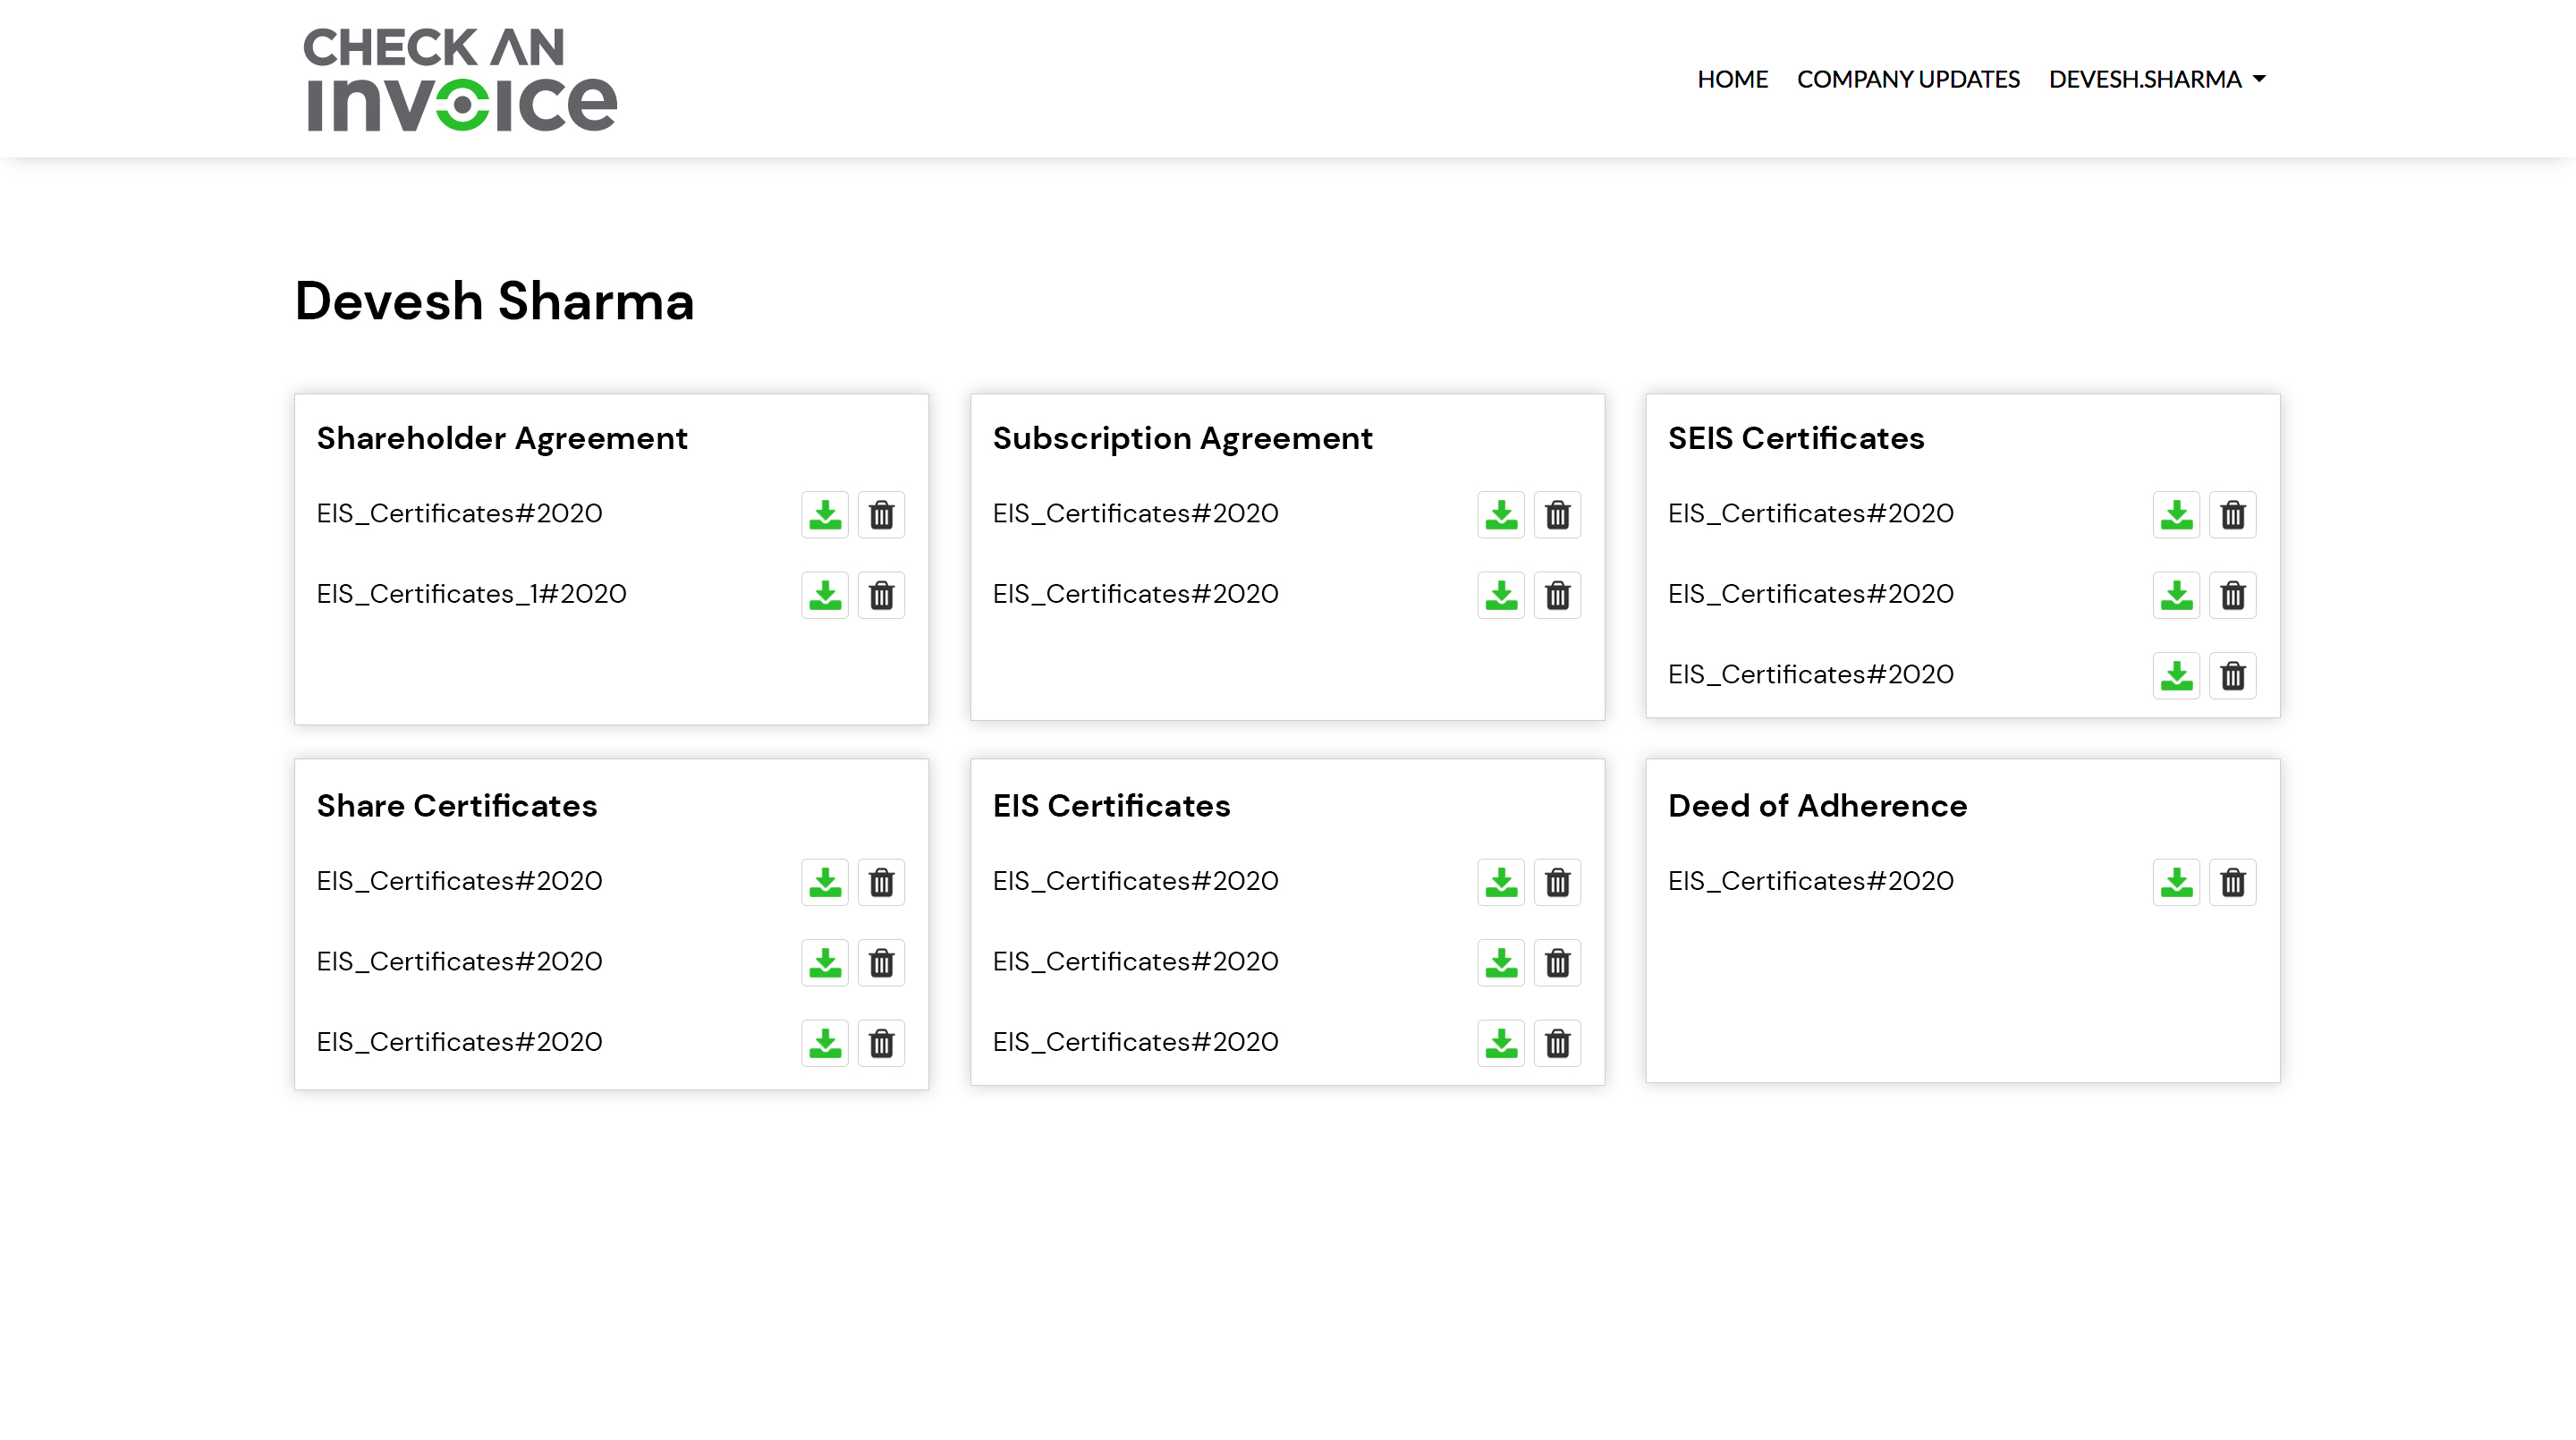 CHECK AN
invoice
HOME COMPANY UPDATES DEVESH.SHARMA
Devesh Sharma
Shareholder Agreement
EIS_Certificates#2020
EIS_Certificates_1#2020
Subscription Agreement
EIS_Certificates#2020
EIS_Certificates#2020
SEIS Certificates
EIS_Certificates#2020
EIS_Certificates#2020
EIS_Certificates#2020
Share Certificates
EIS_Certificates#2020
EIS_Certificates#2020
EIS_Certificates#2020
EIS Certificates
EIS_Certificates#2020
EIS_Certificates#2020
EIS_Certificates#2020
Deed of Adherence
EIS_Certificates#2020